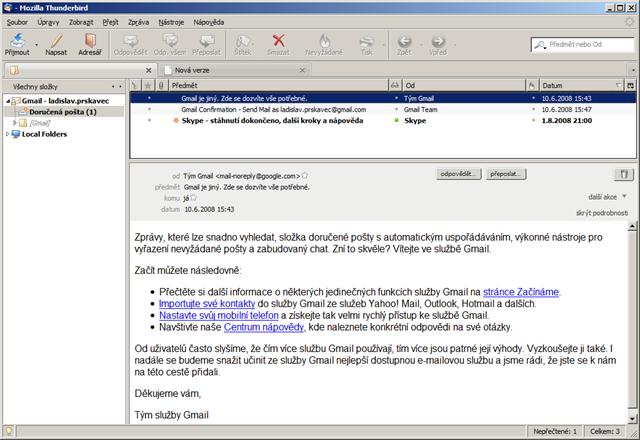 - Mozilla Thunderbird
Soubor Úpravy Zobrazit Přejít Zpráva Nástroje Nápověda
Přijmout Napsat Adresář Odpovědět Odp. všem Přeposlat Štítek Smazat Nevyžádané Tisk Zpět Vpřed
Předmět nebo Od
Nová verze
Všechny složky
Gmail - ladislav.prskavec
Doručená pošta (1)
[Gmail]
Local Folders
Předmět Od Datum
Gmail je jiný. Zde se dozvíte vše potřebné. Tým Gmail 10.6.2008 15:43
Gmail Confirmation - Send Mail as ladislav.prskavec@gmail.com Gmail Team 10.6.2008 15:47
Skype - stáhnutí dokončeno, další kroky a nápověda Skype 1.8.2008 21:00
od Tým Gmail <mail-noreply@google.com>
předmět Gmail je jiný. Zde se dozvíte vše potřebné.
komu já
datum 10.6.2008 15:43
odpovědět... přeposlat...
další akce
skrýt podrobnosti
Zprávy, které lze snadno vyhledat, složka doručené pošty s automatickým uspořádáváním, výkonné nástroje pro
vyřazení nevyžádané pošty a zabudovaný chat. Zní to skvěle? Vítejte ve službě Gmail.
Začít můžete následovně:
• Přečtěte si další informace o některých jedinečných funkcích služby Gmail na stránce Začínáme.
• Importujte své kontakty do služby Gmail ze služeb Yahoo! Mail, Outlook, Hotmail a dalších.
• Nastavte svůj mobilní telefon a získejte tak velmi rychlý přístup ke službě Gmail.
• Navštivte naše Centrum nápovědy, kde naleznete konkrétní odpovědi na své otázky.
Od uživatelů často slyšíme, že čím více službu Gmail používají, tím více jsou patrné její výhody. Vyzkoušejte ji také. I
nadále se budeme snažit učinit ze služby Gmail nejlepší dostupnou e-mailovou službu a jsme rádi, že jste se k nám
na této cestě přidali.
Děkujeme vám,
Tým služby Gmail
Nepřečtené: 1 Celkem: 3